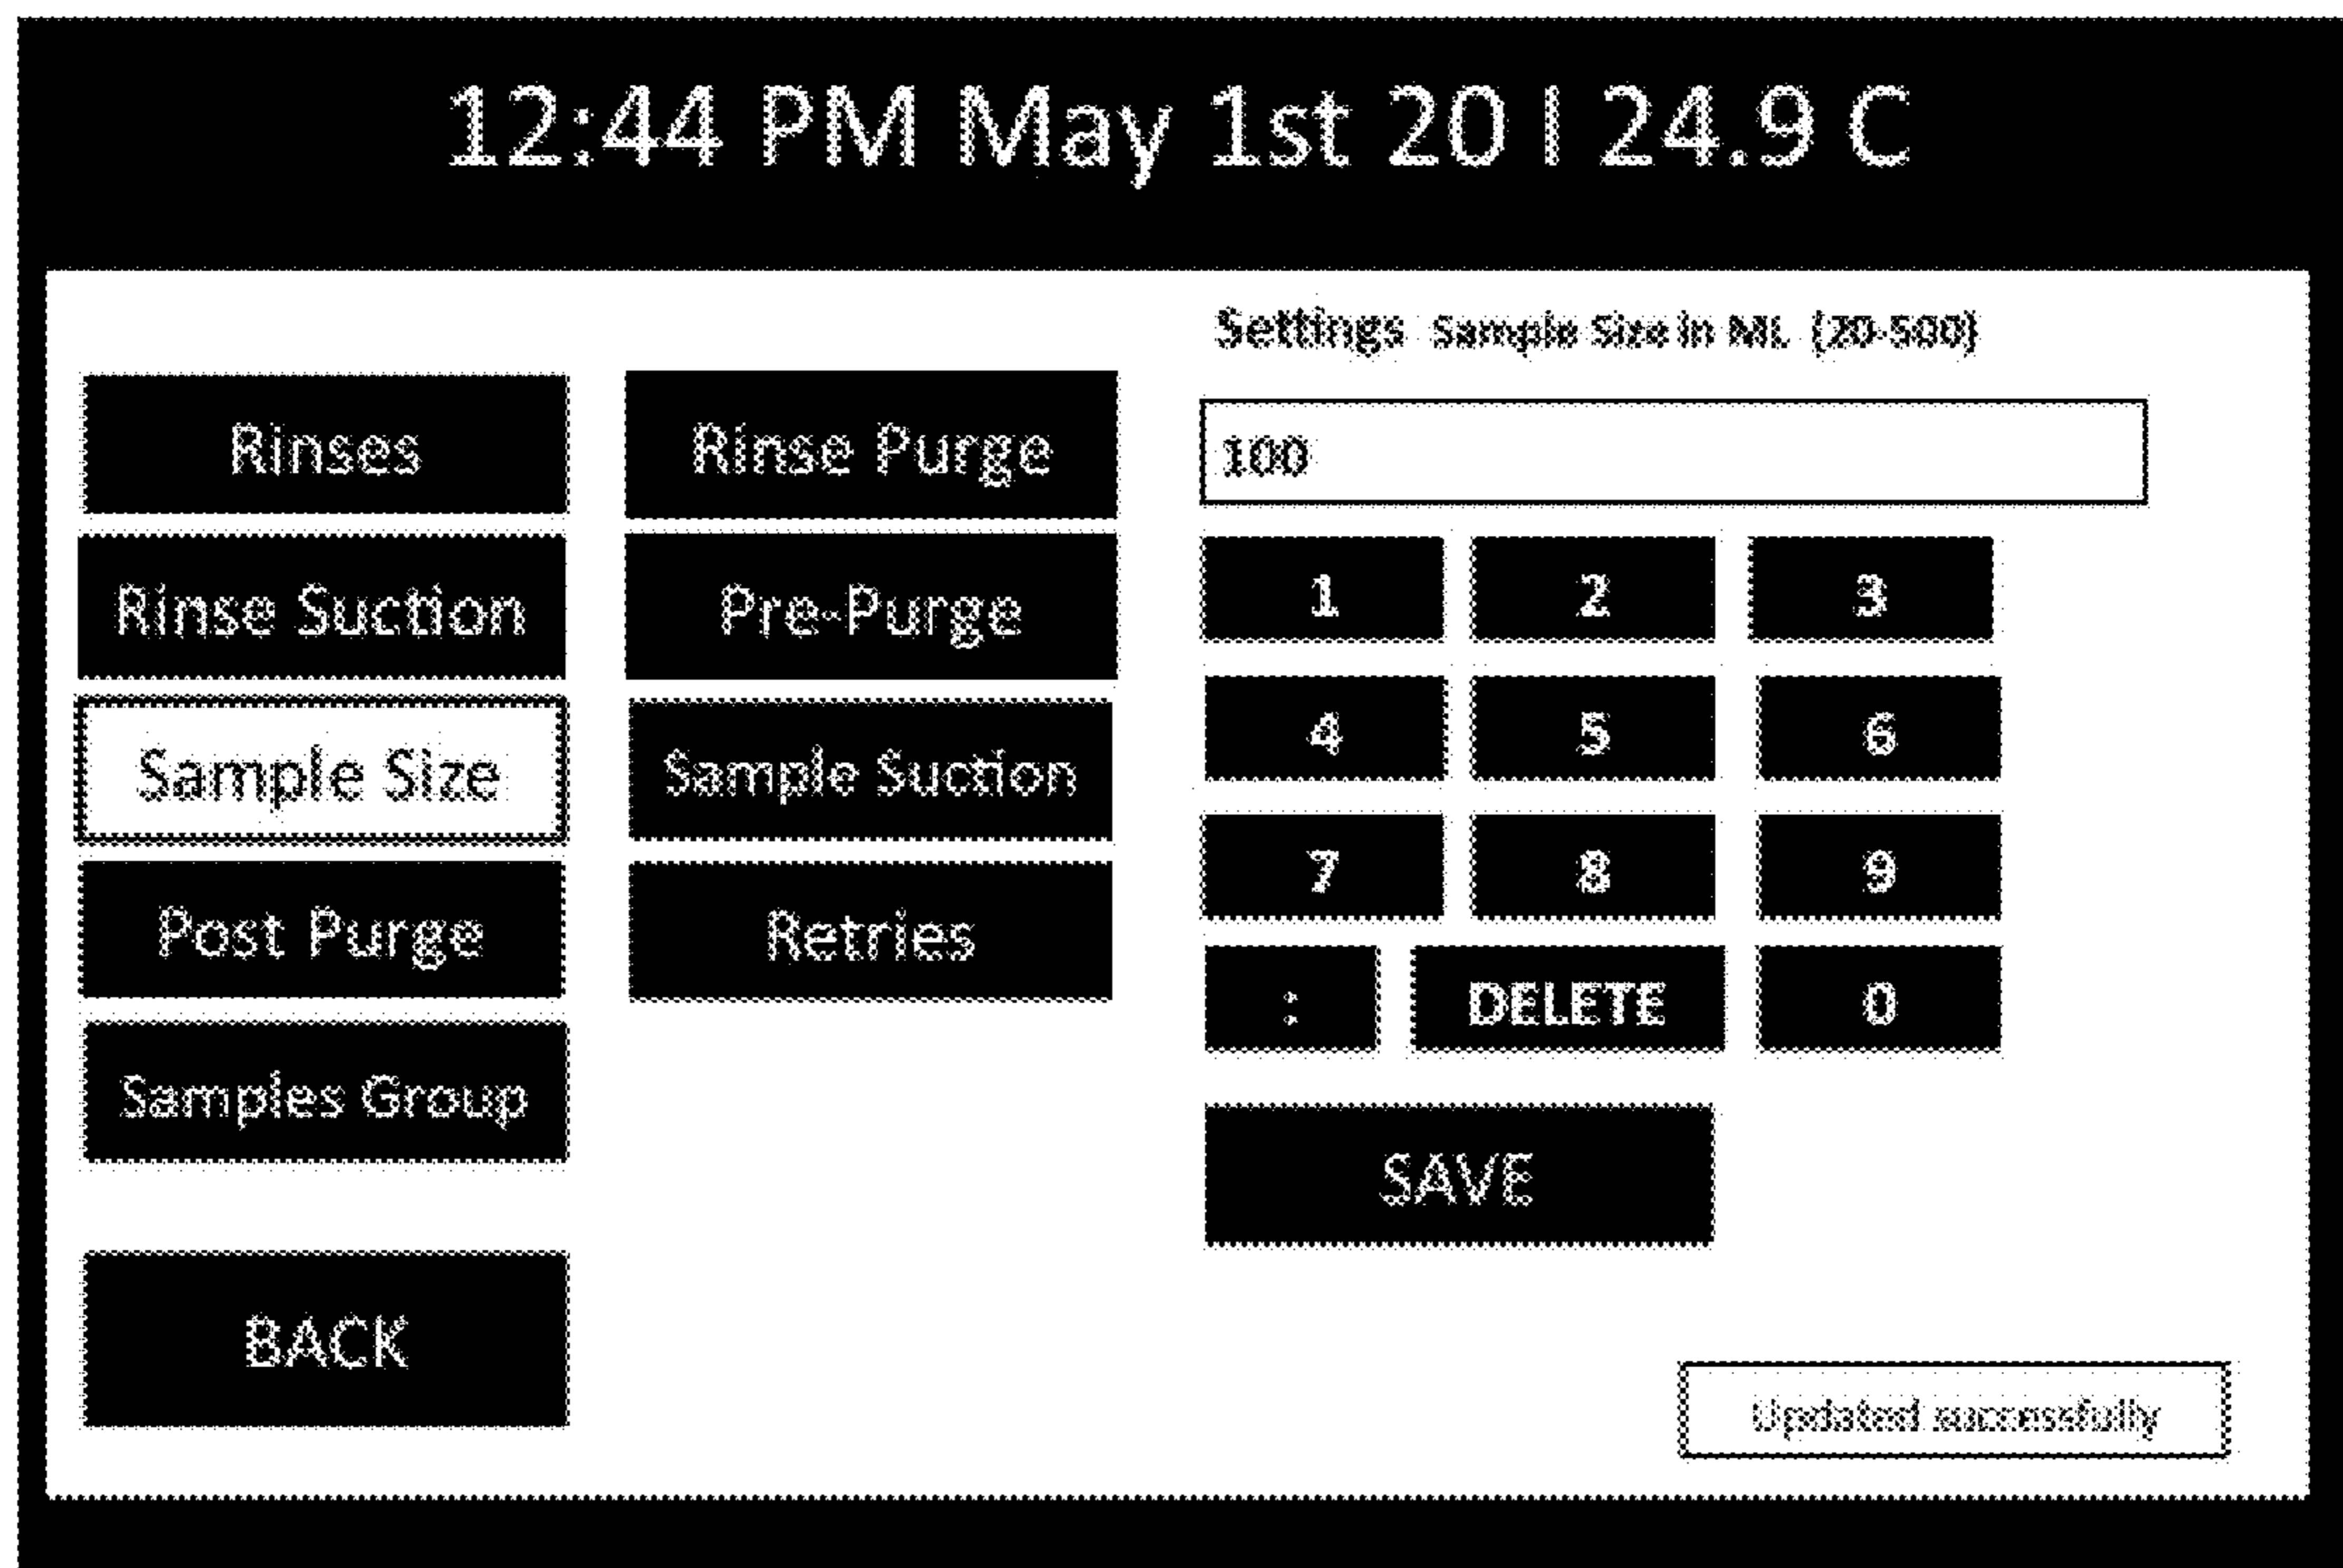 12:44 PM May 1st 20 | 24.9 C
Settings Sample Size in ML (20-500)
Rinses
Rinse Purge
100
Rinse Suction
Pre-Purge
1 2 3
Sample Size
Sample Suction
4 5 6
Post Purge
Retries
7 8 9
: DELETE 0
Samples Group
SAVE
BACK
Updated successfully